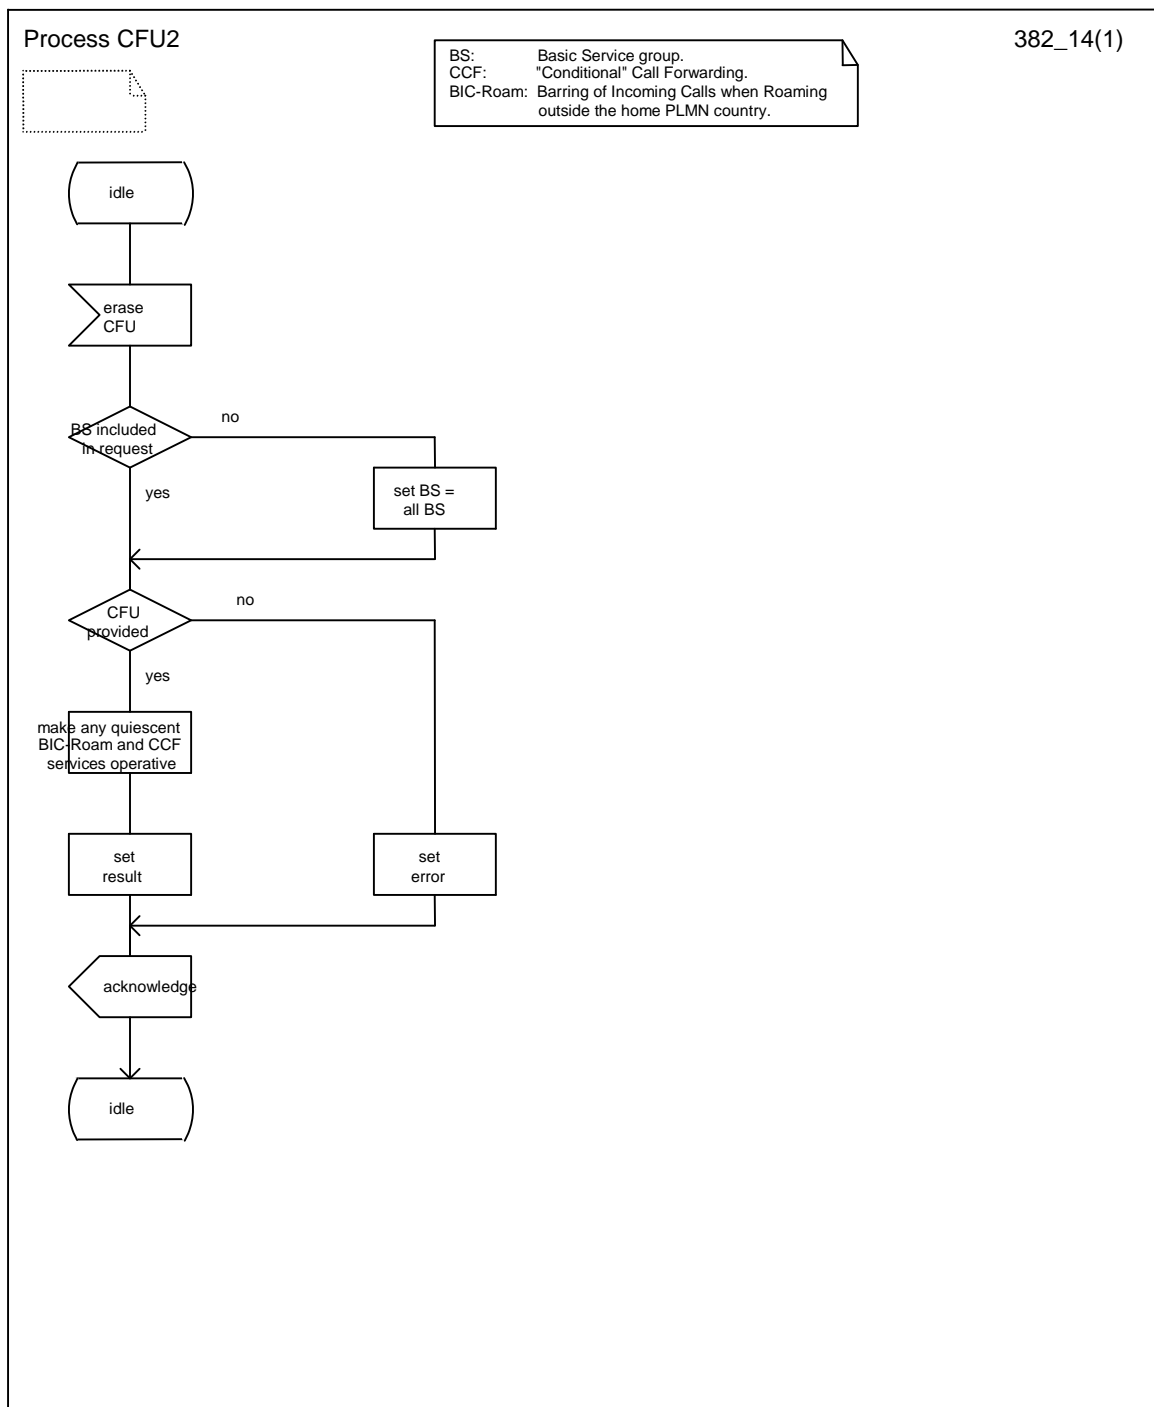 Process CFU2
382_14(1)
BS: Basic Service group.
CCF: "Conditional" Call Forwarding.
BIC-Roam: Barring of Incoming Calls when Roaming
outside the home PLMN country.
idle
erase
CFU
BS included
in request
no
yes
set BS =
all BS
CFU
provided
no
yes
make any quiescent
BIC-Roam and CCF
services operative
set
result
set
error
acknowledge
idle